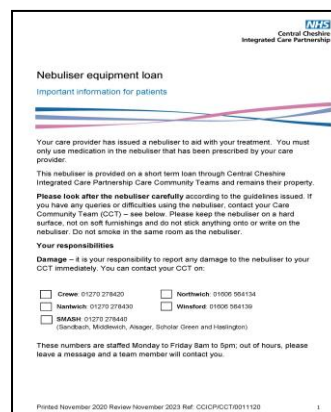 NHS
Central Cheshire
Integrated Care Partnership
Nebuliser equipment loan
Important information for patients
Your care provider has issued a nebuliser to aid with your treatment. You must
only use medication in the nebuliser that has been prescribed by your care
provider.
This nebuliser is provided on a short term loan through Central Cheshire
Integrated Care Partnership Care Community Teams and remains their property.
Please look after the nebuliser carefully according to the guidelines issued. If
you have any queries or difficulties using the nebuliser, contact your Care
Community Team (CCT) – see below. Please keep the nebuliser on a hard
surface, not on soft furnishings and do not stick anything onto or write on the
nebuliser. Do not smoke in the same room as the nebuliser.
Your responsibilities
Damage – it is your responsibility to report any damage to the nebuliser to your
CCT immediately. You can contact your CCT on:
Crewe: 01270 278420 Northwich: 01606 564134
Nantwich: 01270 278430 Winsford: 01606 564139
SMASH: 01270 278440
(Sandbach, Middlewich, Alsager, Scholar Green and Haslington)
These numbers are staffed Monday to Friday 8am to 5pm; out of hours, please
leave a message and a team member will contact you.
Printed November 2020 Review November 2023 Ref: CCICP/CCT/0011120 1